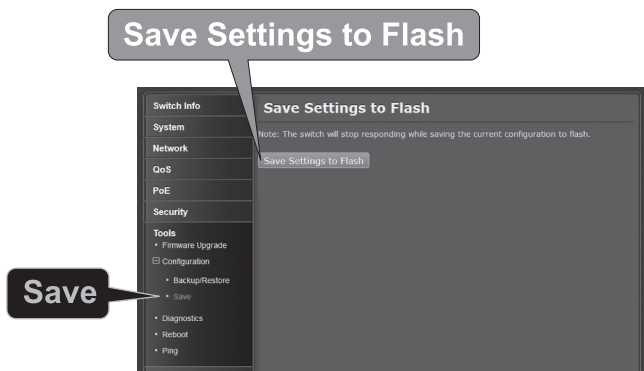 Save Settings to Flash
Switch Info
System
Network
QoS
PoE
Security
Tools
• Firmware Upgrade
Configuration
• Backup/Restore
• Save
• Diagnostics
• Reboot
• Ping
Save Settings to Flash
Note: The switch will stop responding while saving the current configuration to flash.
Save Settings to Flash
Save